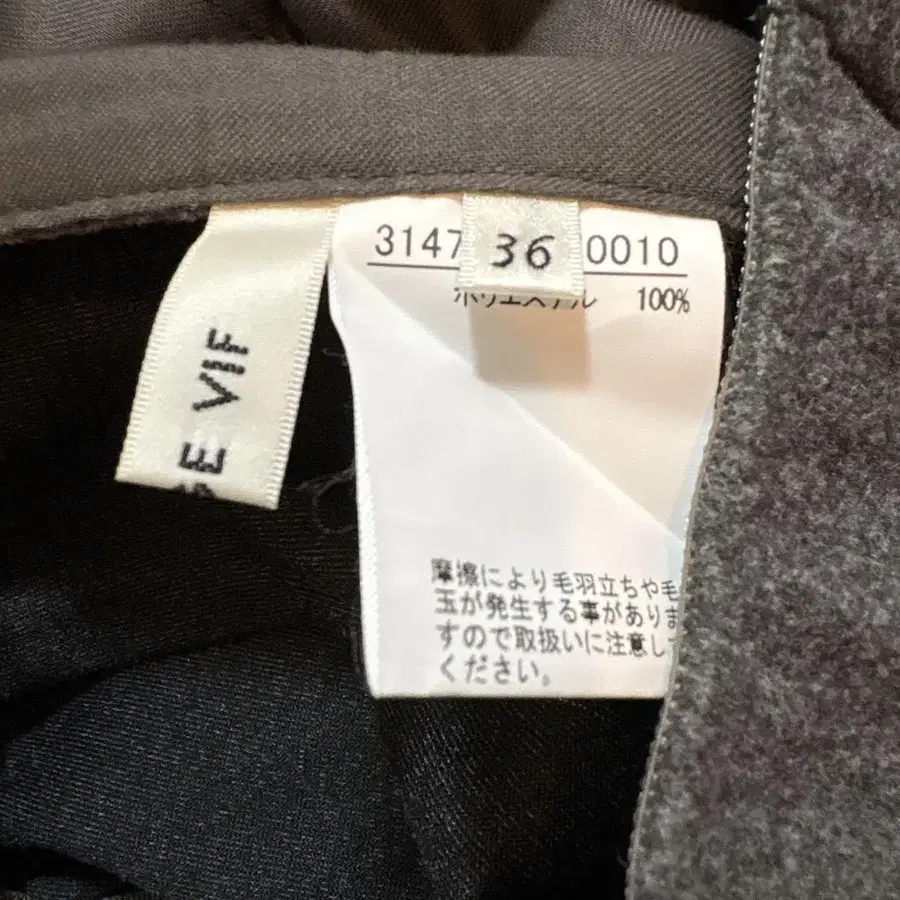 GE VIF
3147
36
0010
ポリエステル 100%
摩擦により毛羽立ちや毛
玉が発生する事がありま
すので取扱いに注意し
ください。